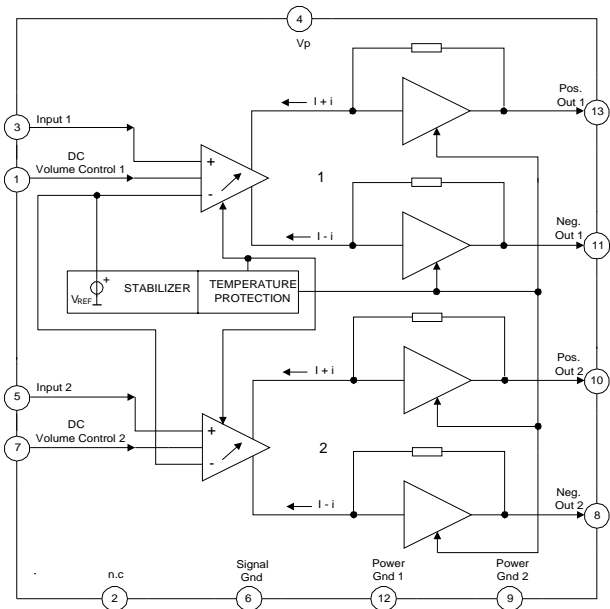 4
Vp
Pos.
Out 1
I + i
13
3
Input 1
DC
Volume Control 1
1
+
-
1
Neg.
Out 1
I - i
11
+
VREF
STABILIZER
TEMPERATURE
PROTECTION
Pos.
Out 2
I + i
10
5
Input 2
DC
Volume Control 2
7
+
-
2
Neg.
Out 2
I - i
8
n.c
Signal
Gnd
Power
Gnd 1
Power
Gnd 2
2
6
12
9